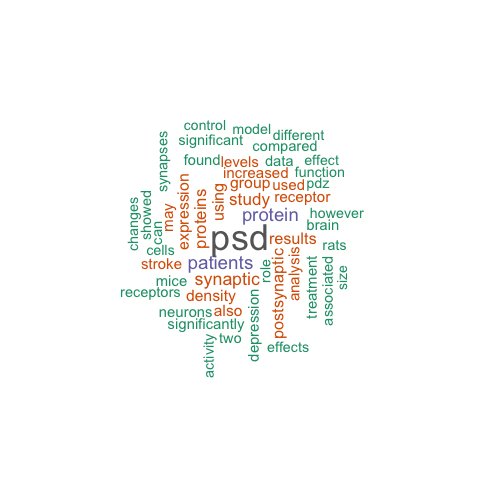 control
model
different
significant
compared
synapses
found
levels
data
effect
increased
function
expression
group
used
pdz
using
study
receptor
changes
showed
may
proteins
protein
however
can
brain
psd
results
cells
rats
stroke
patients
role
mice
synaptic
postsynaptic
analysis
treatment
associated
size
receptors
density
neurons
also
depression
significantly
two
activity
effects